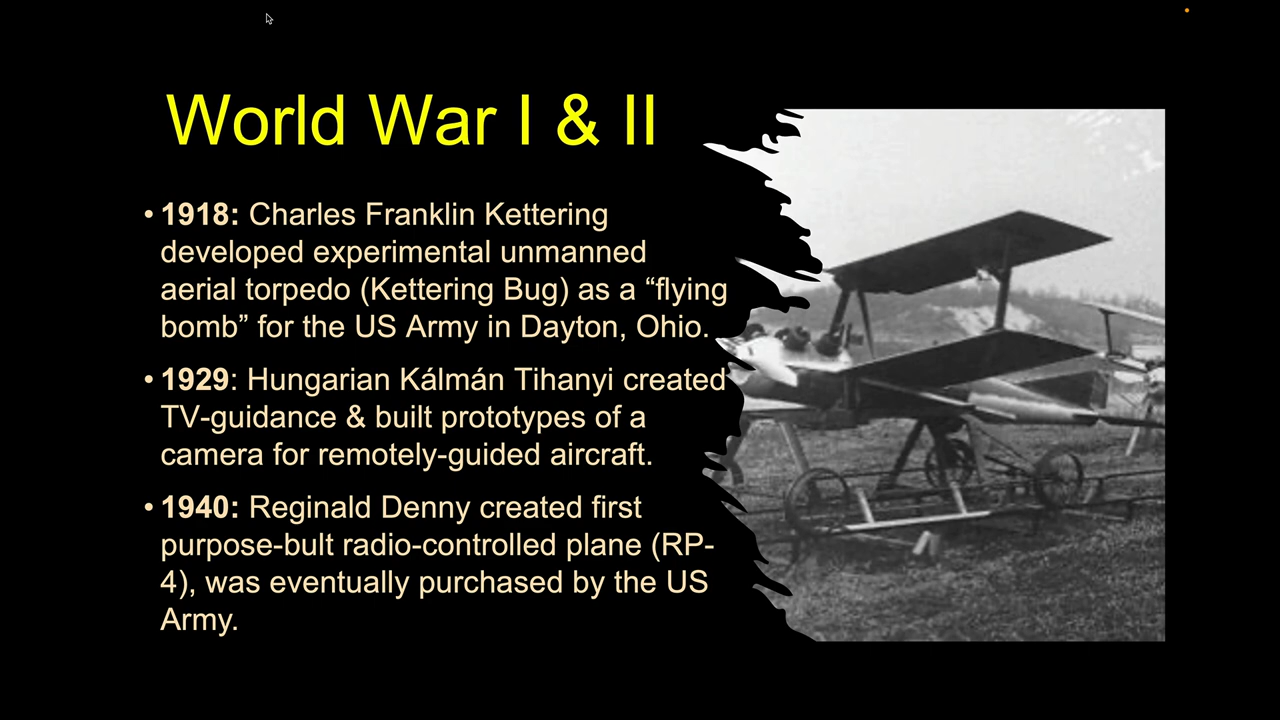 World War I & II
• 1918: Charles Franklin Kettering
developed experimental unmanned
aerial torpedo (Kettering Bug) as a “flying
bomb” for the US Army in Dayton, Ohio.
• 1929: Hungarian Kálmán Tihanyi created
TV-guidance & built prototypes of a
camera for remotely-guided aircraft.
• 1940: Reginald Denny created first
purpose-bult radio-controlled plane (RP-
4), was eventually purchased by the US
Army.